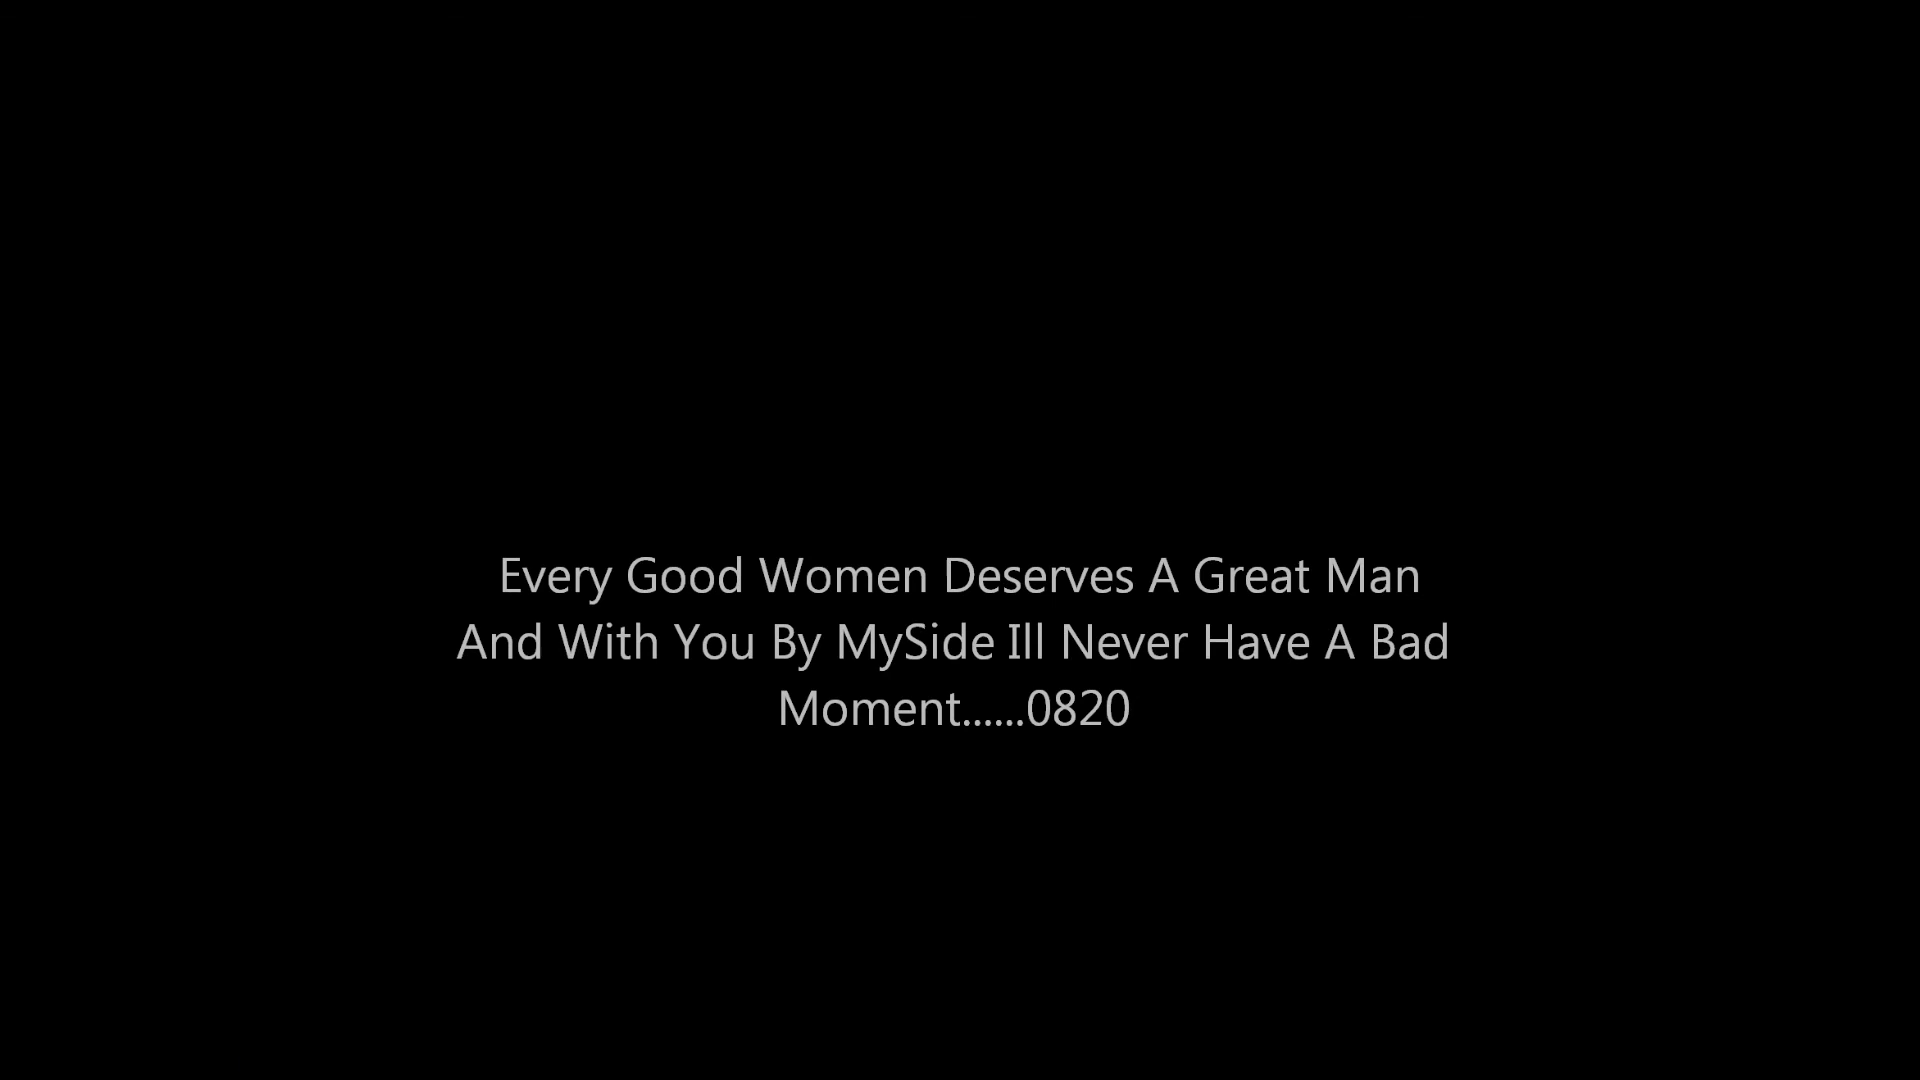 Every Good Women Deserves A Great Man
And With You By MySide Ill Never Have A Bad
Moment......0820